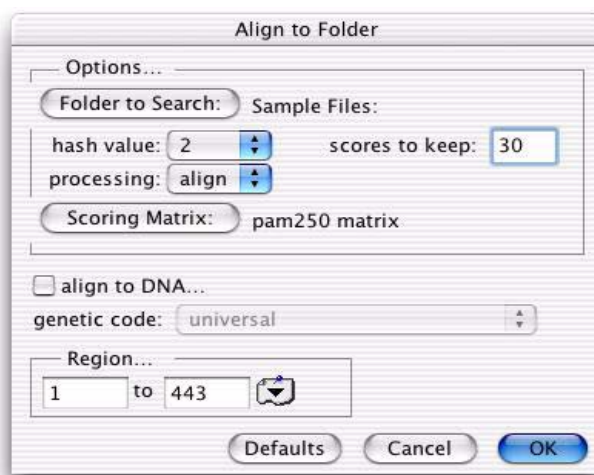 Align to Folder
Options...
Folder to Search: Sample Files:
hash value: 2 scores to keep: 30
processing: align
Scoring Matrix: pam250 matrix
align to DNA...
genetic code: universal
Region...
1 to 443
Defaults Cancel OK